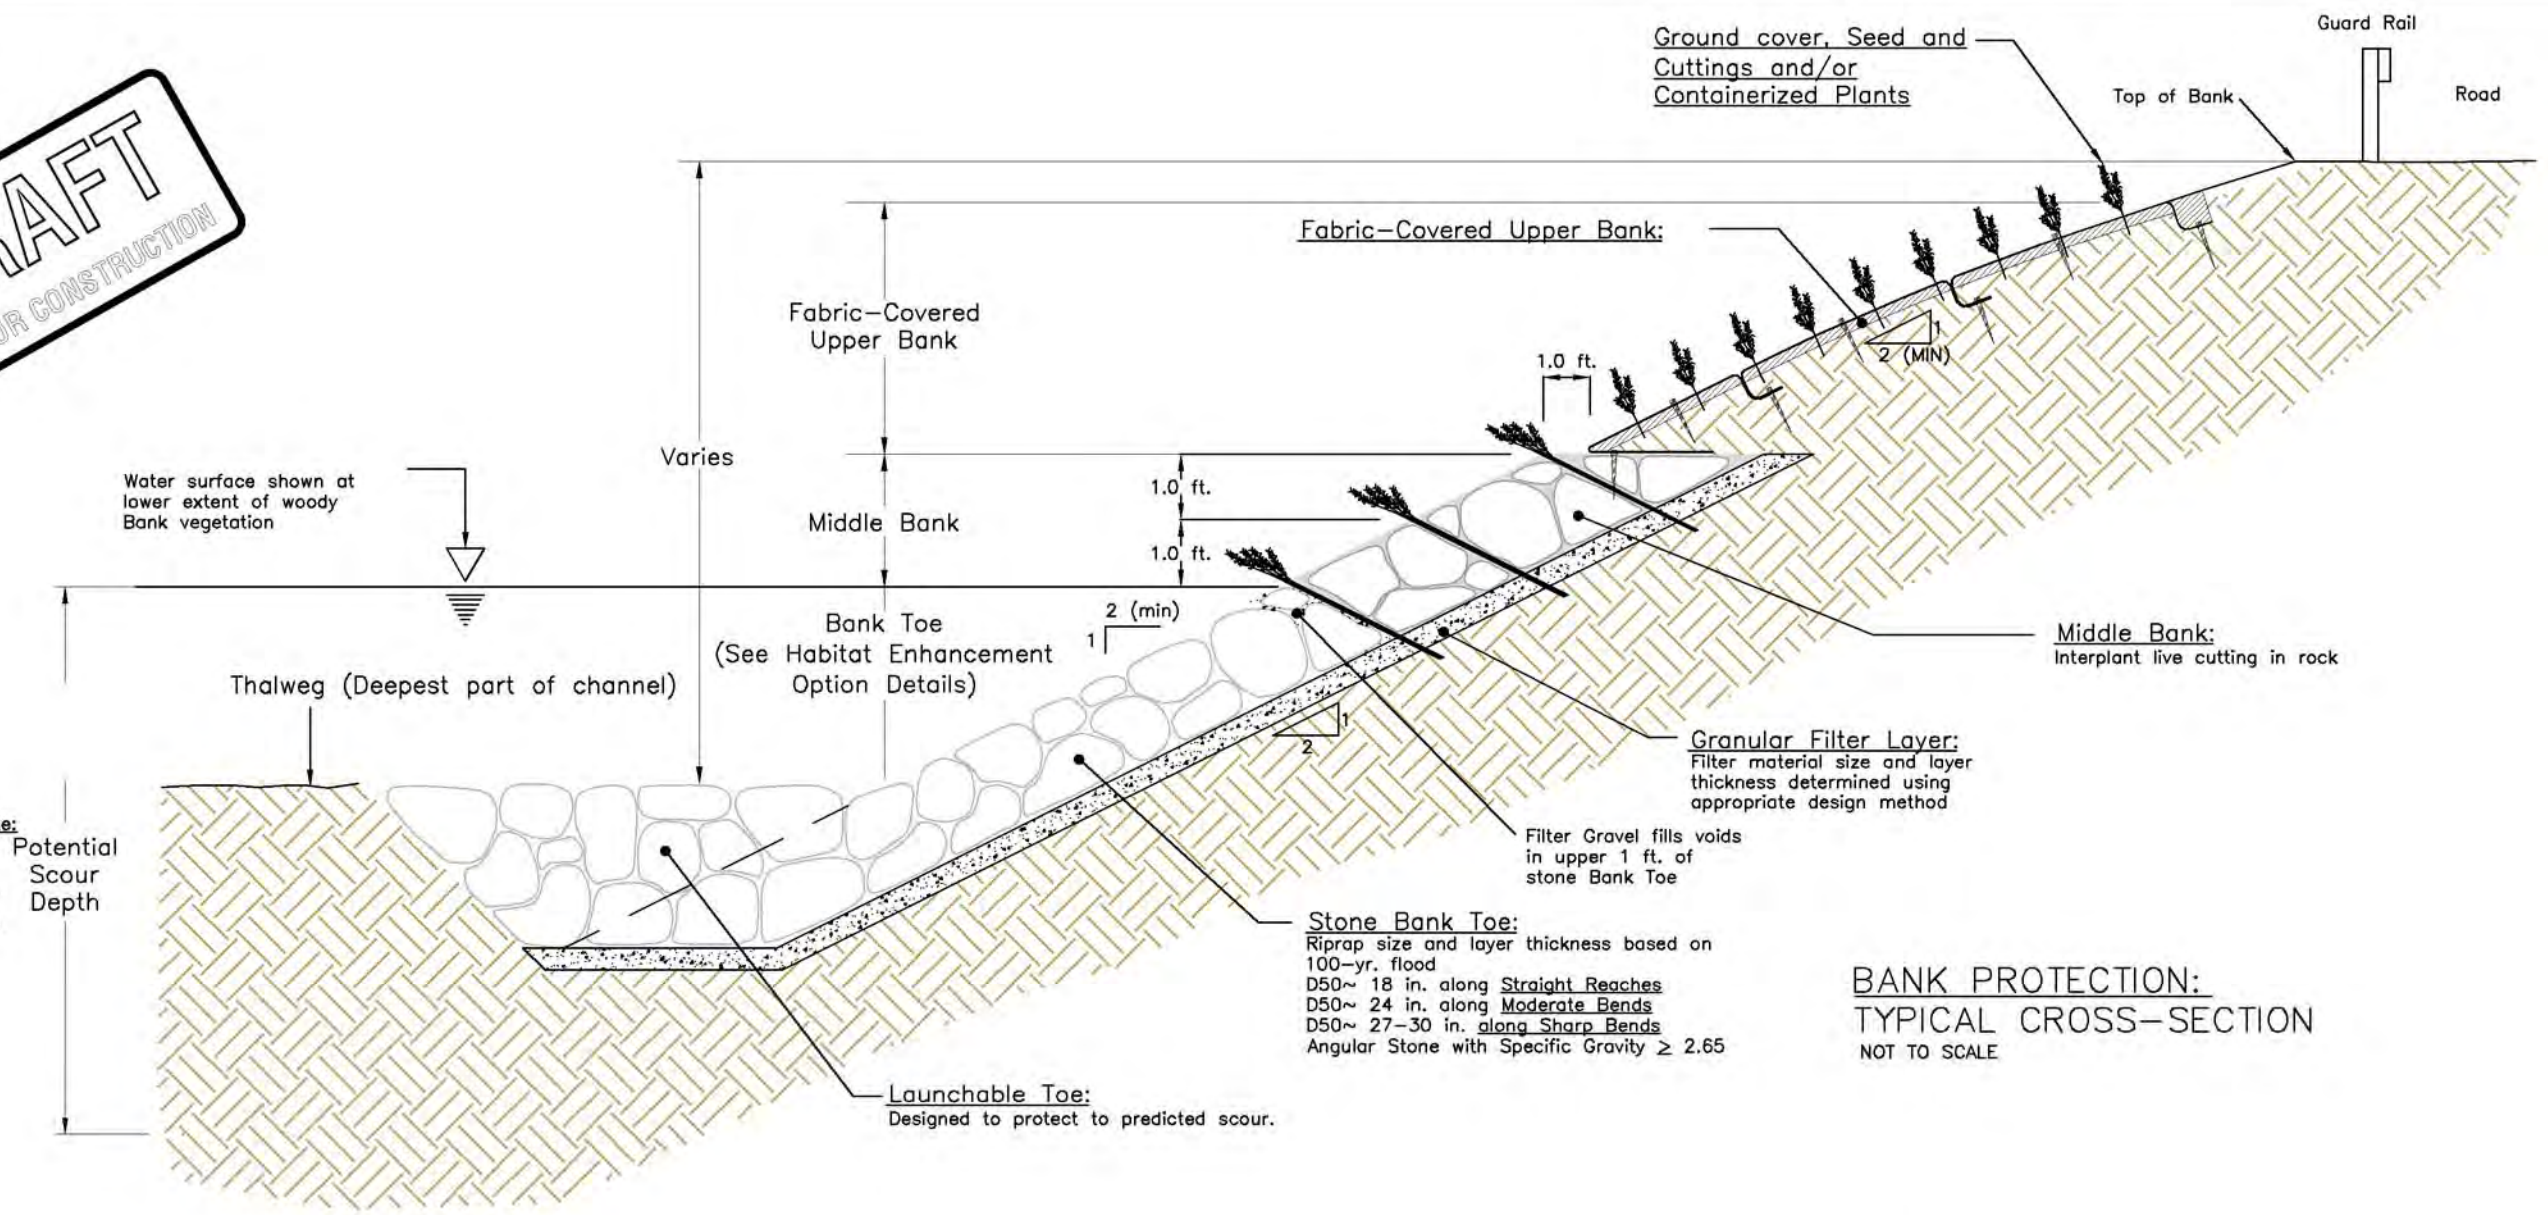 Guard Rail
Ground cover, Seed and
Cuttings and/or
Containerized Plants
Top of Bank
Road
AFT
CONSTRUCTION
Fabric-Covered Upper Bank:
Fabric-Covered
Upper Bank
1
2 (MIN)
1.0 ft.
Varies
Water surface shown at
lower extent of woody
Bank vegetation
1.0 ft.
Middle Bank
1.0 ft.
2 (min)
1
Bank Toe
(See Habitat Enhancement
Option Details)
Thalweg (Deepest part of channel)
Middle Bank:
Interplant live cutting in rock
1
2
Granular Filter Layer:
Filter material size and layer
thickness determined using
appropriate design method
Filter Gravel fills voids
in upper 1 ft. of
stone Bank Toe
e:
Potential
Scour
Depth
Stone Bank Toe:
Riprap size and layer thickness based on
100-yr. flood
D50~ 18 in. along Straight Reaches
D50~ 24 in. along Moderate Bends
D50~ 27-30 in. along Sharp Bends
Angular Stone with Specific Gravity ≥ 2.65
BANK PROTECTION:
TYPICAL CROSS-SECTION
NOT TO SCALE
Launchable Toe:
Designed to protect to predicted scour.